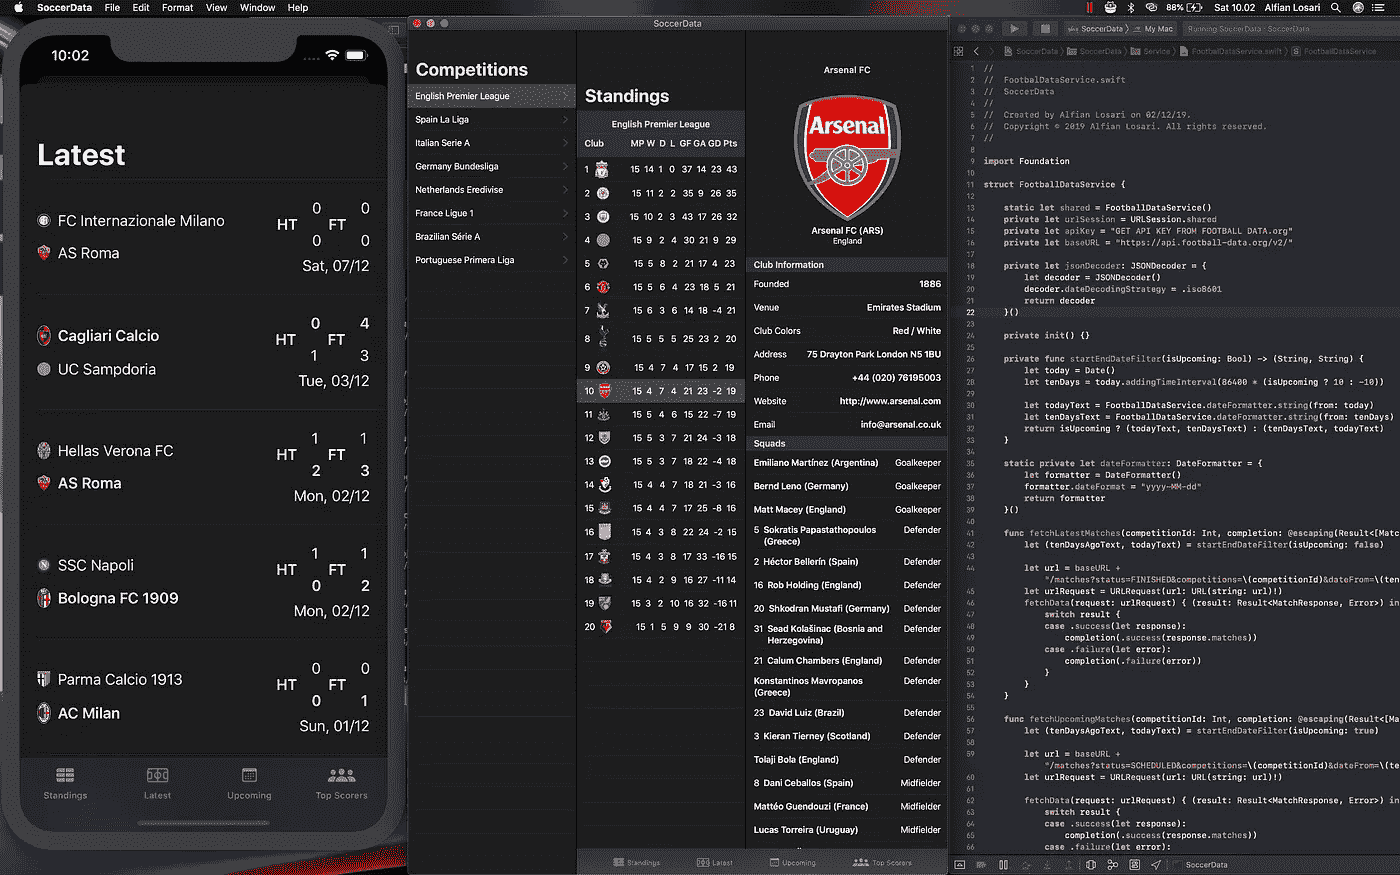 SoccerData File Edit Format View Window Help
88% Sat 10.02 Alfian Losari
10:02
Latest
FC Internazionale Milano
AS Roma
HT 0 0 FT 0 0
Sat, 07/12
Cagliari Calcio
UC Sampdoria
HT 0 1 FT 4 3
Tue, 03/12
Hellas Verona FC
AS Roma
HT 1 2 FT 1 3
Mon, 02/12
SSC Napoli
Bologna FC 1909
HT 1 0 FT 1 2
Mon, 02/12
Parma Calcio 1913
AC Milan
HT 0 0 FT 0 1
Sun, 01/12
Standings Latest Upcoming Top Scorers
SoccerData
Competitions
English Premier League
Spain La Liga
Italian Serie A
Germany Bundesliga
Netherlands Eredivise
France Ligue 1
Brazilian Série A
Portuguese Primera Liga
Standings
English Premier League
Club MP W D L GF GA GD Pts
1 15 14 1 0 37 14 23 43
2 15 11 2 2 35 9 26 35
3 15 10 2 3 43 17 26 32
4 15 9 2 4 30 21 9 29
5 15 5 8 2 21 17 4 23
6 15 5 6 4 23 18 5 21
7 15 6 3 6 14 18 -4 21
8 15 5 5 5 25 23 2 20
9 15 4 7 4 17 15 2 19
10 15 4 7 4 21 23 -2 19
11 15 5 4 6 15 22 -7 19
12 15 5 3 7 21 24 -3 18
13 15 5 3 7 18 22 -4 18
14 15 4 4 7 18 21 -3 16
15 15 4 4 7 17 25 -8 16
16 15 4 3 8 22 24 -2 15
17 15 4 3 8 17 33 -16 15
18 15 4 2 9 16 27 -11 14
19 15 3 2 10 16 32 -16 11
20 15 1 5 9 9 30 -21 8
Arsenal FC
Arsenal
Arsenal FC (ARS)
England
Club Information
Founded 1886
Venue Emirates Stadium
Club Colors Red / White
Address 75 Drayton Park London N5 1BU
Phone +44 (020) 76195003
Website http://www.arsenal.com
Email info@arsenal.co.uk
Squads
Emiliano Martínez (Argentina) Goalkeeper
Bernd Leno (Germany) Goalkeeper
Matt Macey (England) Goalkeeper
5 Sokratis Papastathopoulos (Greece) Defender
2 Héctor Bellerín (Spain) Defender
16 Rob Holding (England) Defender
20 Shkodran Mustafi (Germany) Defender
31 Sead Kolašinac (Bosnia and Herzegovina) Defender
21 Calum Chambers (England) Defender
Konstantinos Mavropanos (Greece) Defender
23 David Luiz (Brazil) Defender
3 Kieran Tierney (Scotland) Defender
Tolaji Bola (England) Defender
8 Dani Ceballos (Spain) Midfielder
Mattéo Guendouzi (France) Midfielder
Lucas Torreira (Uruguay) Midfielder
Standings Latest Upcoming Top Scorers
SoccerData My Mac Running SoccerData : SoccerData
SoccerData SoccerData Service FootballDataService.swift FootballDataService
1 //
2 // FootbalDataService.swift
3 // SoccerData
4 //
5 // Created by Alfian Losari on 02/12/19.
6 // Copyright © 2019 Alfian Losari. All rights reserved.
7 //
8
9 import Foundation
10
11 struct FootballDataService {
12
13 static let shared = FootballDataService()
14 private let urlSession = URLSession.shared
15 private let apiKey = "GET API KEY FROM FOOTBALL DATA.org"
16 private let baseURL = "https://api.football-data.org/v2/"
17
18 private let jsonDecoder: JSONDecoder = {
19 let decoder = JSONDecoder()
20 decoder.dateDecodingStrategy = .iso8601
21 return decoder
22 }()
23
24 private init() {}
25
26 private func startEndDateFilter(isUpcoming: Bool) -> (String, String) {
27 let today = Date()
28 let tenDays = today.addingTimeInterval(86400 * (isUpcoming ? 10 : -10))
29
30 let todayText = FootballDataService.dateFormatter.string(from: today)
31 let tenDaysText = FootballDataService.dateFormatter.string(from: tenDays)
32 return isUpcoming ? (todayText, tenDaysText) : (tenDaysText, todayText)
33 }
34
35 static private let dateFormatter: DateFormatter = {
36 let formatter = DateFormatter()
37 formatter.dateFormat = "yyyy-MM-dd"
38 return formatter
39 }()
40
41 func fetchLatestMatches(competitionId: Int, completion: @escaping(Result<[Matc
42 let (tenDaysAgoText, todayText) = startEndDateFilter(isUpcoming: false)
44 let url = baseURL +
"/matches?status=FINISHED&competitions=\(competitionId)&dateFrom=\(ten
45 let urlRequest = URLRequest(url: URL(string: url)!)
46 fetchData(request: urlRequest) { (result: Result<MatchResponse, Error>) in
47 switch result {
48 case .success(let response):
49 completion(.success(response.matches))
50 case .failure(let error):
51 completion(.failure(error))
52 }
53 }
54 }
55
56 func fetchUpcomingMatches(competitionId: Int, completion: @escaping(Result<[Ma
57 let (tenDaysAgoText, todayText) = startEndDateFilter(isUpcoming: true)
58
59 let url = baseURL +
"/matches?status=SCHEDULED&competitions=\(competitionId)&dateFrom=\(te
60 let urlRequest = URLRequest(url: URL(string: url)!)
61
62 fetchData(request: urlRequest) { (result: Result<MatchResponse, Error>) in
63 switch result {
64 case .success(let response):
65 completion(.success(response.matches))
66 case .failure(let error):
SoccerData